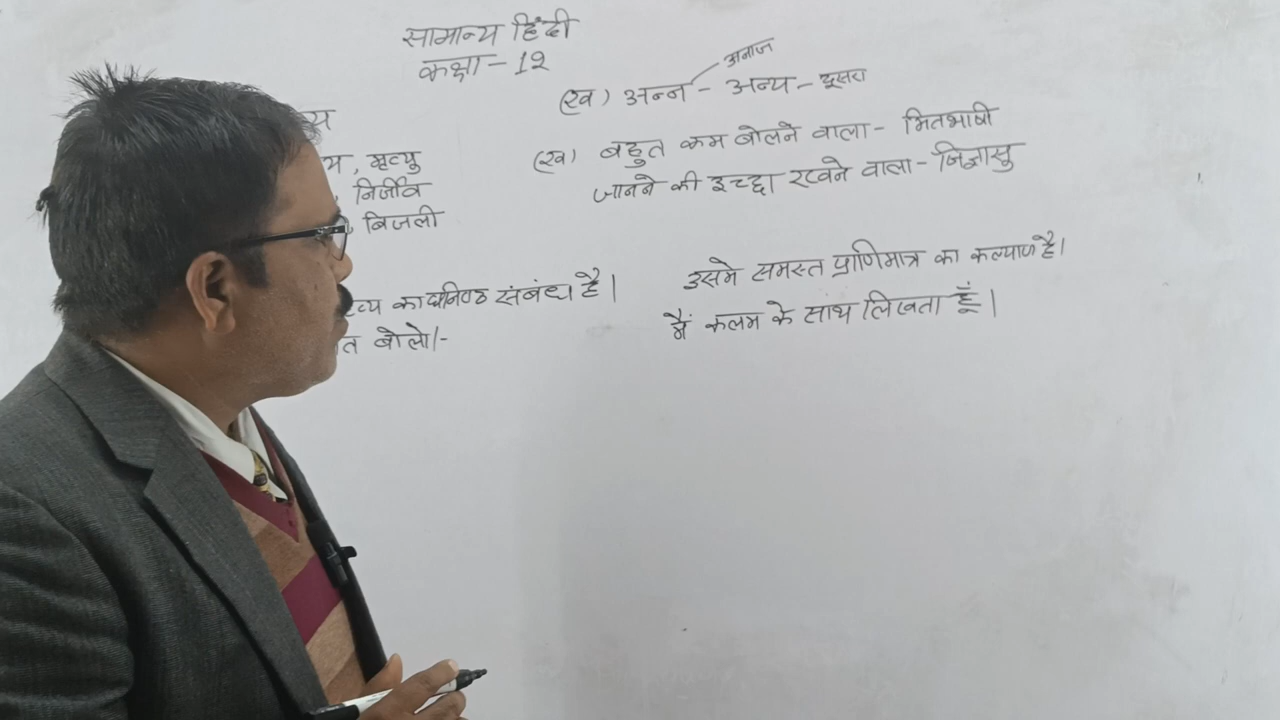 सामान्य हिंदी
कक्षा - 12
(ख) अन्न - अन्य - दूसरा
अनाज
, मृत्यु
, निर्जीव
, बिजली
(ख) बहुत कम बोलने वाला - मितभाषी
जानने की इच्छा रखने वाला - जिज्ञासु
का घनिष्ठ संबंध है।
बोलो।-
उसमे समस्त प्राणिमात्र का कल्याण है।
मैं कलम के साथ लिखता हूँ।